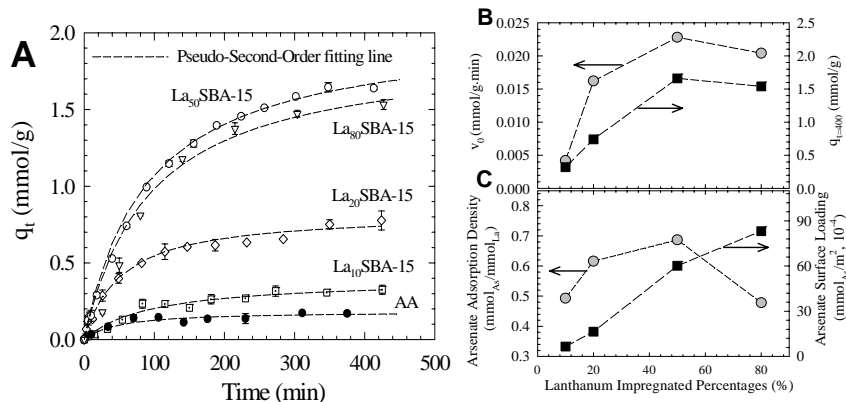 A
Pseudo-Second-Order fitting line
La50SBA-15
La80SBA-15
La20SBA-15
La10SBA-15
AA
qt (mmol/g)
2.0
1.5
1.0
0.5
0.0
0 100 200 300 400 500
Time (min)
B
v0 (mmol/g.min)
0.025
0.020
0.015
0.010
0.005
0.000
2.5
2.0
1.5
1.0
0.5
0.0
qt=400 (mmol/g)
C
Arsenate Adsorption Density
(mmolAs/mmolLa)
0.8
0.7
0.6
0.5
0.4
0.3
90
60
30
0
Arsenate Surface Loading
(mmolAs/m², 10⁻⁴)
0 20 40 60 80
Lanthanum Impregnated Percentages (%)